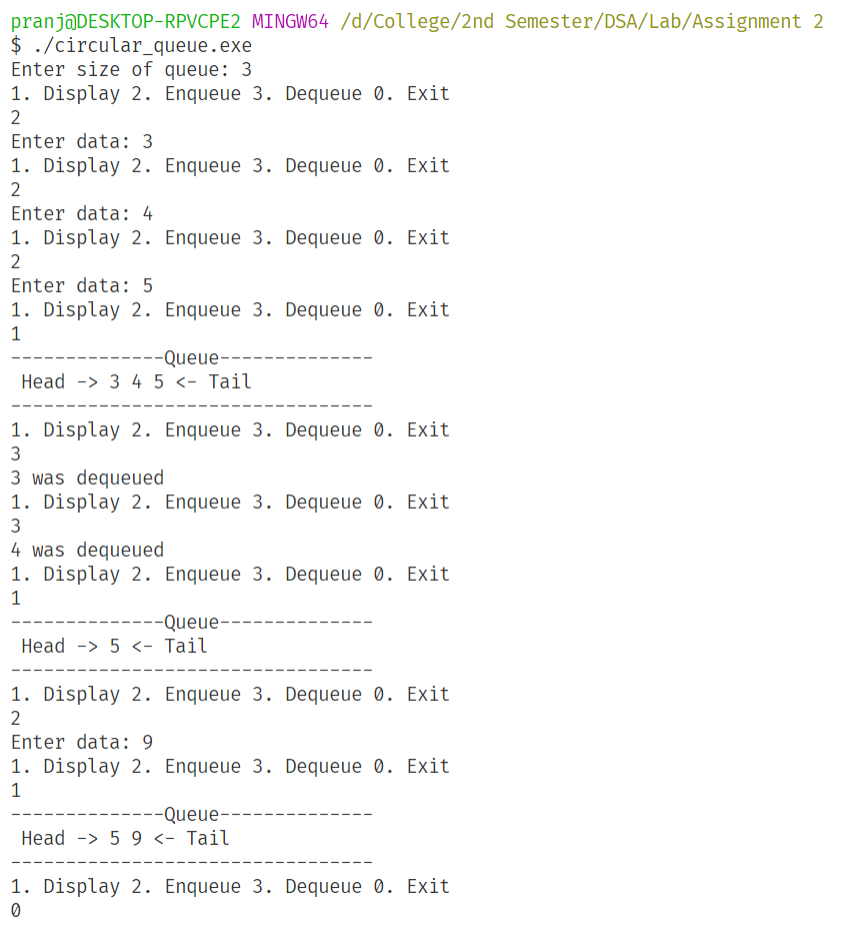 pranj@DESKTOP-RPVCPE2 MINGW64 /d/College/2nd Semester/DSA/Lab/Assignment 2
$ ./circular_queue.exe
Enter size of queue: 3
1. Display 2. Enqueue 3. Dequeue 0. Exit
2
Enter data: 3
1. Display 2. Enqueue 3. Dequeue 0. Exit
2
Enter data: 4
1. Display 2. Enqueue 3. Dequeue 0. Exit
2
Enter data: 5
1. Display 2. Enqueue 3. Dequeue 0. Exit
1
--------------Queue--------------
 Head -> 3 4 5 <- Tail
---------------------------------
1. Display 2. Enqueue 3. Dequeue 0. Exit
3
3 was dequeued
1. Display 2. Enqueue 3. Dequeue 0. Exit
3
4 was dequeued
1. Display 2. Enqueue 3. Dequeue 0. Exit
1
--------------Queue--------------
 Head -> 5 <- Tail
---------------------------------
1. Display 2. Enqueue 3. Dequeue 0. Exit
2
Enter data: 9
1. Display 2. Enqueue 3. Dequeue 0. Exit
1
--------------Queue--------------
 Head -> 5 9 <- Tail
---------------------------------
1. Display 2. Enqueue 3. Dequeue 0. Exit
0